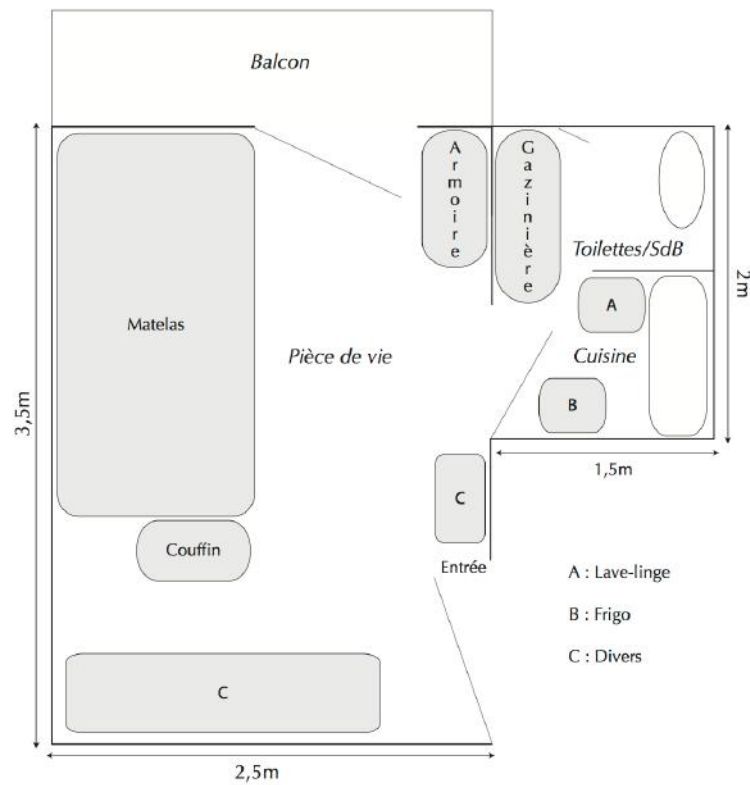 Balcon
Armoire
Gazinière
Toilettes/SdB
2m
A
Matelas
Pièce de vie
Cuisine
3,5m
B
1,5m
C
Couffin
Entrée
A : Lave-linge
B : Frigo
C : Divers
C
2,5m